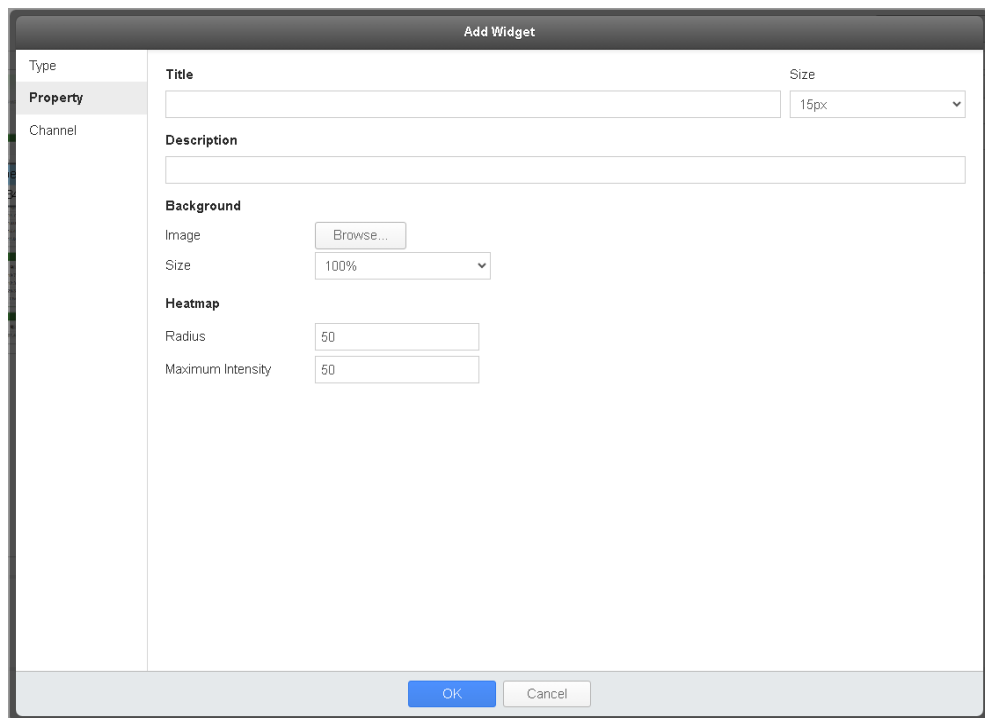 Add Widget
Type
Property
Channel
Title
Size
15px
Description
Background
Image
Browse...
Size
100%
Heatmap
Radius
50
Maximum Intensity
50
OK
Cancel